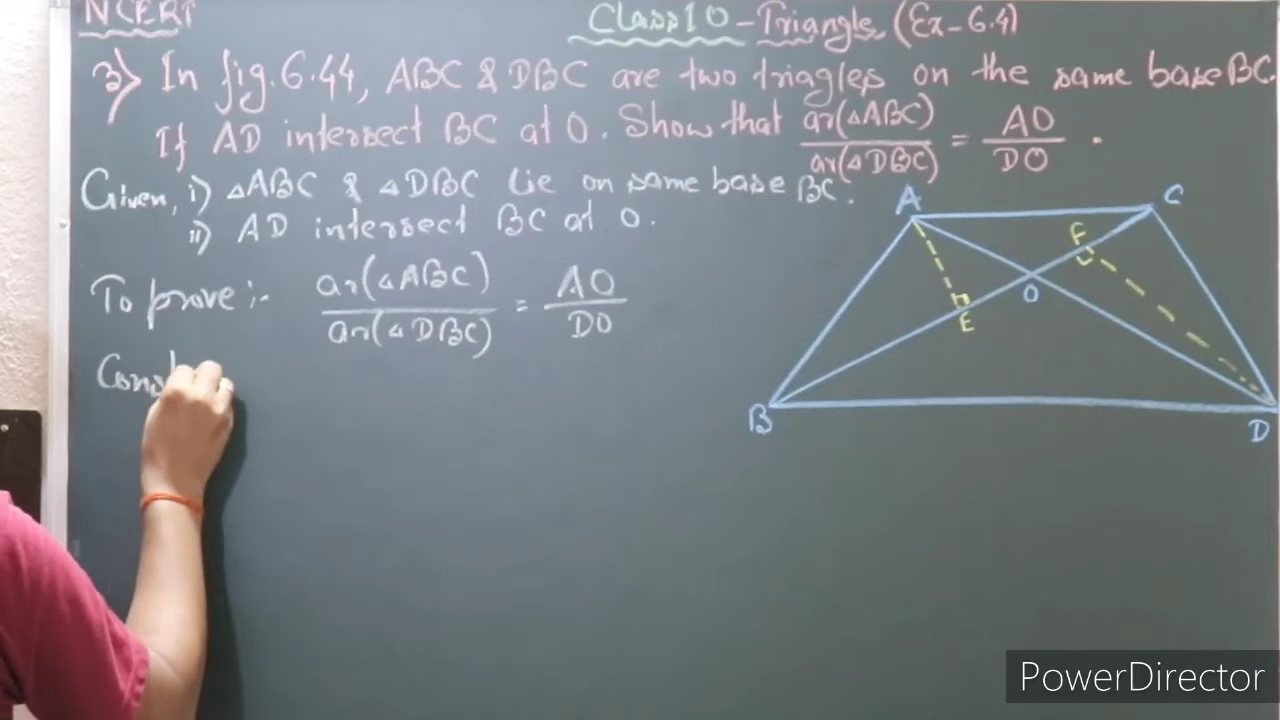 NCERT
Class 10 - Triangle (Ex-6.4)
3) In fig. 6.44, ABC & DBC are two triagles on the same base BC.
If AD intersect BC at O. Show that ar(△ABC)/ar(△DBC) = AO/DO .
Given, i) △ABC & △DBC lie on same base BC.
ii) AD intersect BC at O.
To prove :- ar(△ABC)/ar(△DBC) = AO/DO
Const
A
C
F
O
E
B
D
PowerDirector